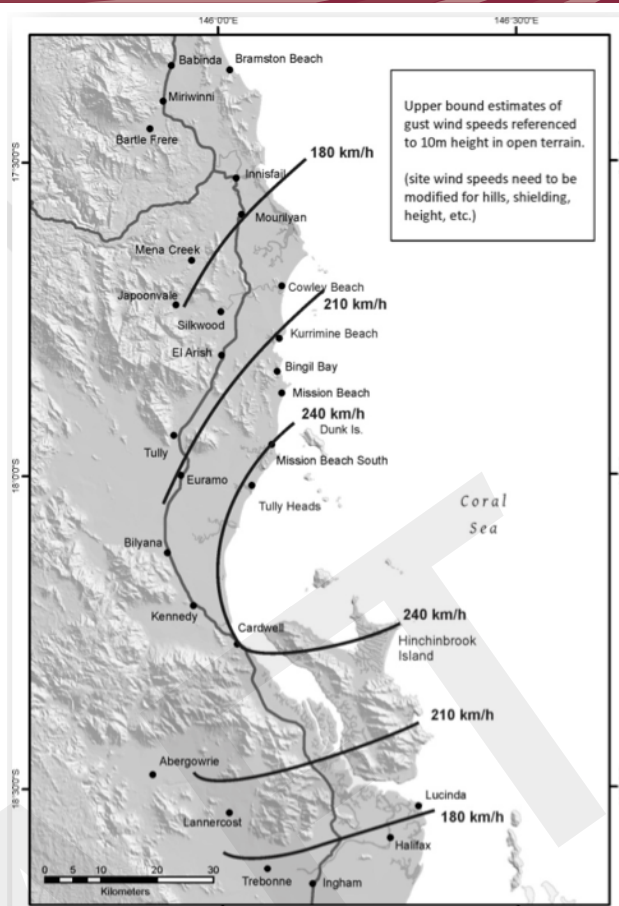 146°0'0"E
146°30'0"E
Babinda
Bramston Beach
Miriwinni
Bartle Frere
Upper bound estimates of
gust wind speeds referenced
to 10m height in open terrain.
(site wind speeds need to be
modified for hills, shielding,
height, etc.)
180 km/h
17°30'0"S
Innisfail
Mourilyan
Mena Creek
Cowley Beach
Japoonvale
210 km/h
Silkwood
Kurrimine Beach
El Arish
Bingil Bay
Mission Beach
240 km/h
Dunk Is.
Tully
Mission Beach South
18°0'0"S
Euramo
Tully Heads
Coral
Sea
Bilyana
Kennedy
240 km/h
Cardwell
Hinchinbrook
Island
210 km/h
Abergowrie
18°30'0"S
Lucinda
Lannercost
180 km/h
Halifax
Trebonne
Ingham
0 5 10 20 30
Kilometers